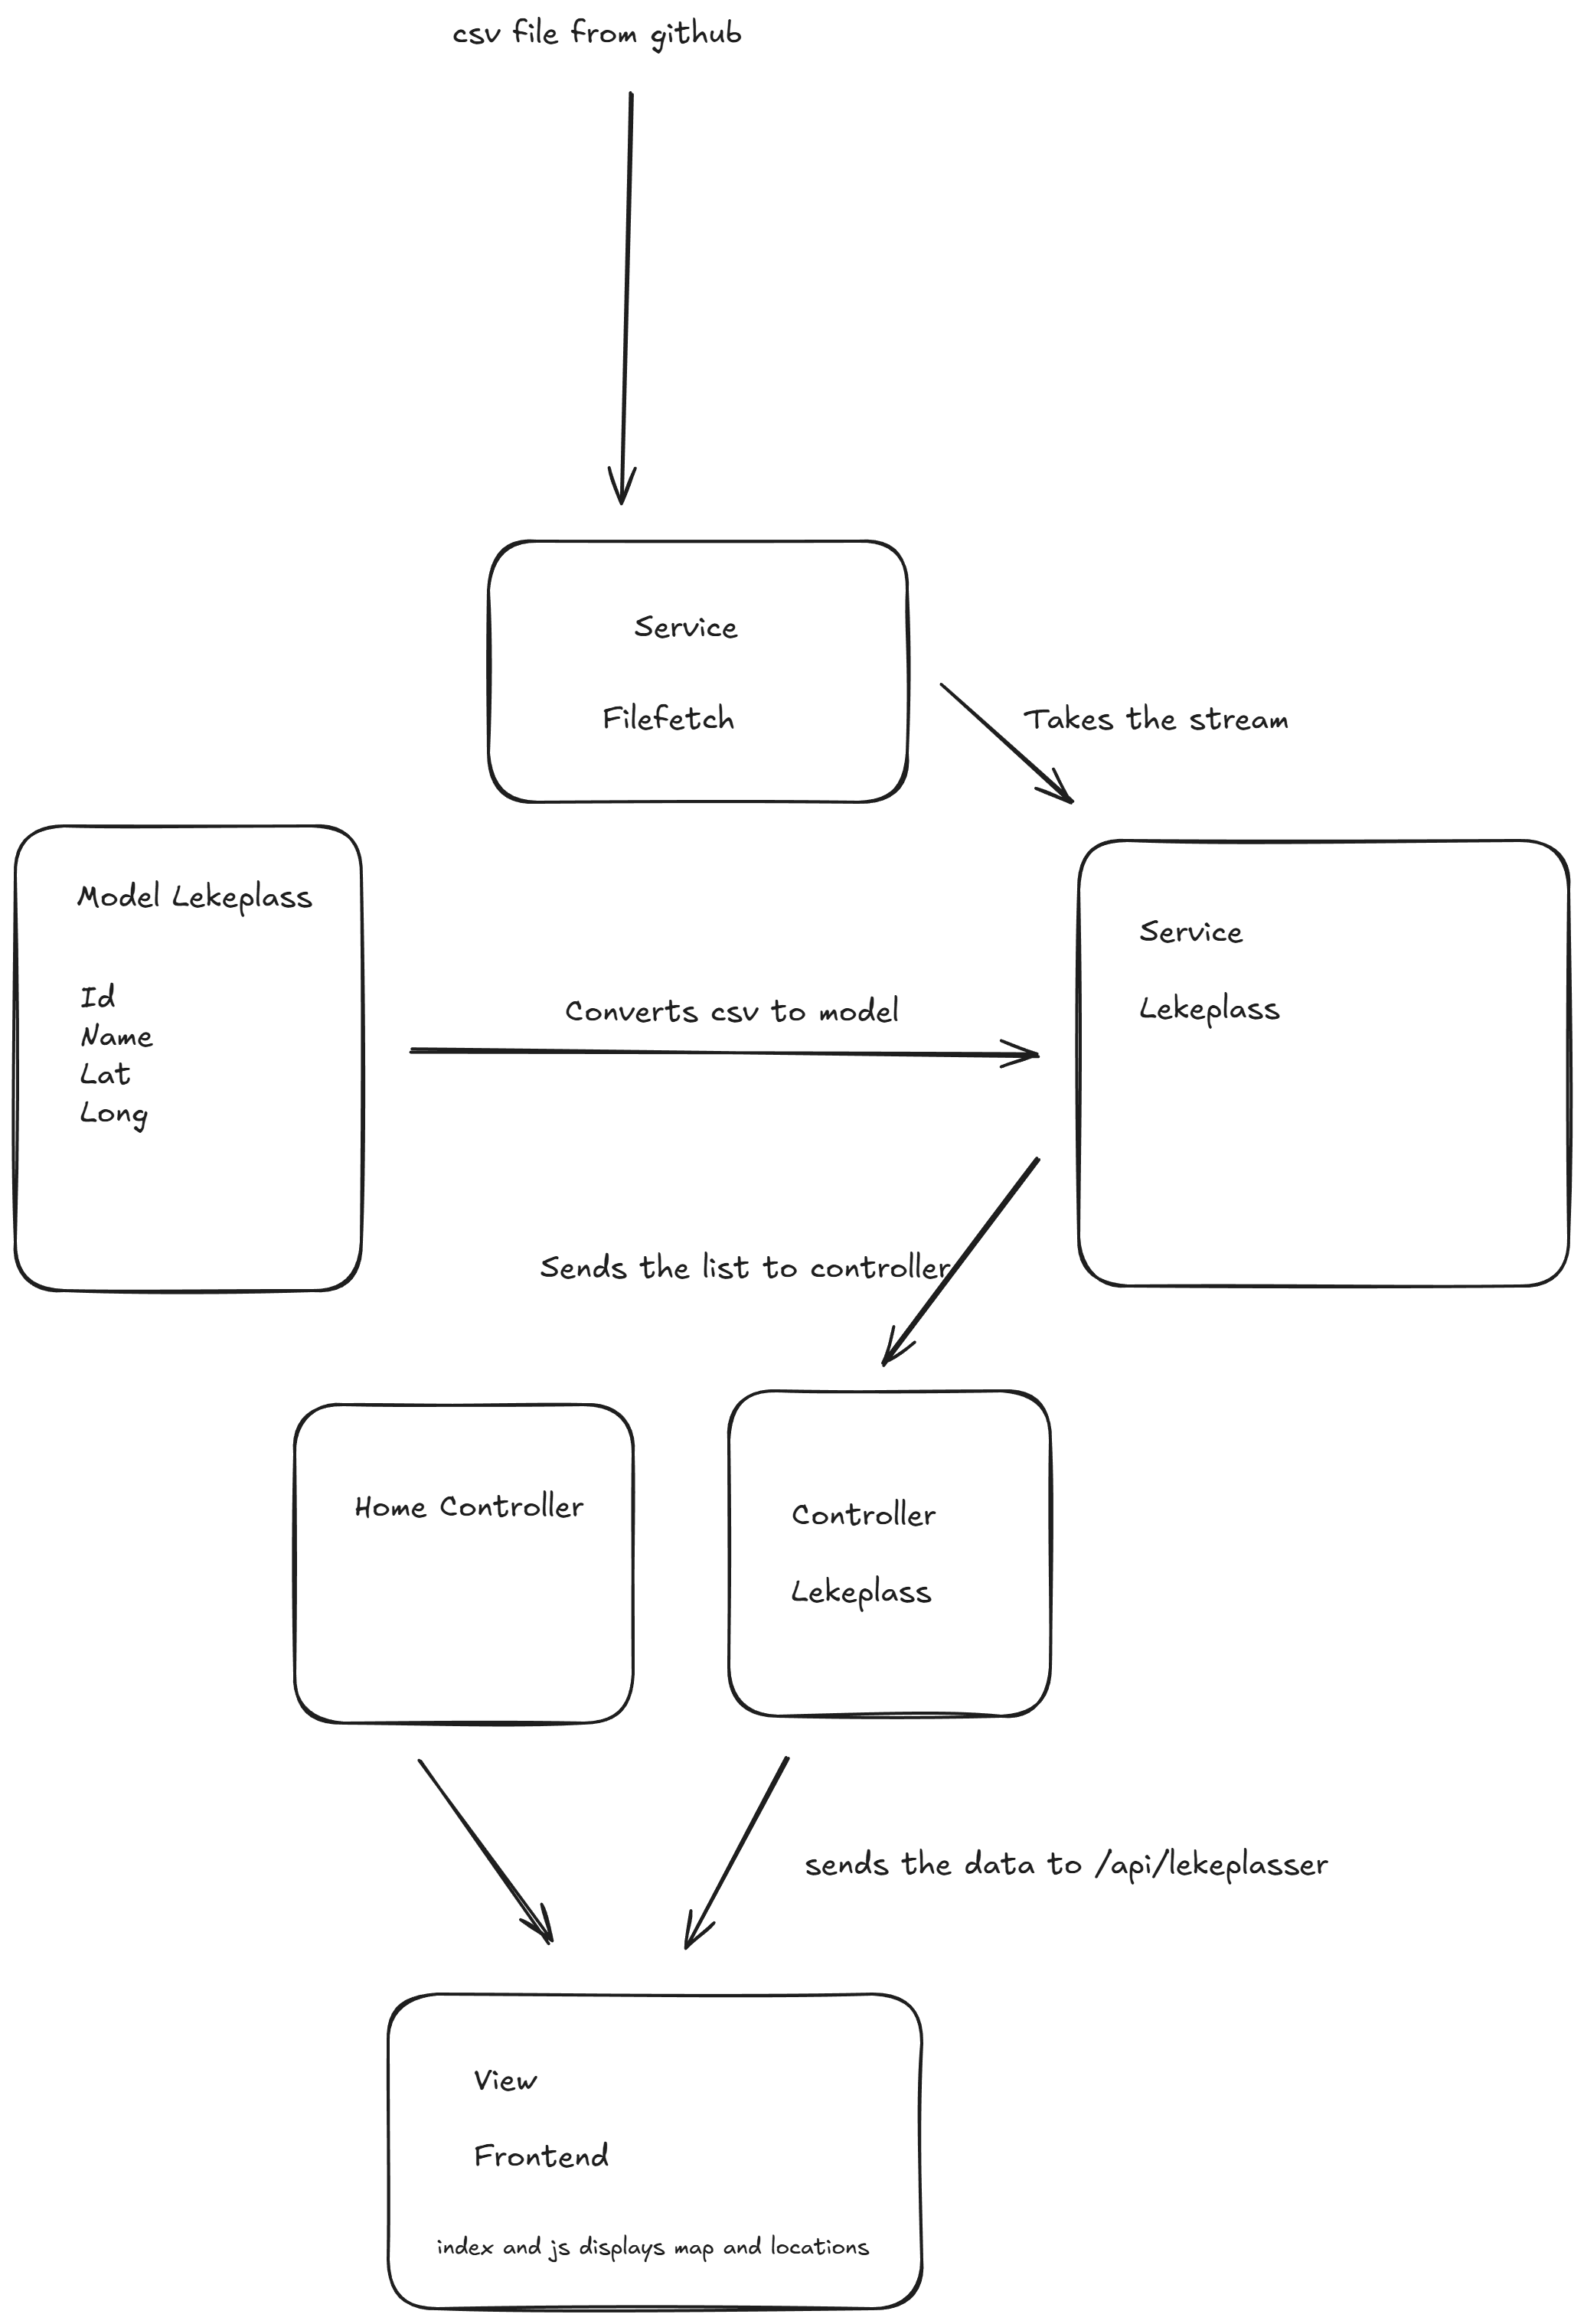 csv file from github
Service
Filefetch
Takes the stream
Model Lekeplass
Id
Name
Lat
Long
Converts csv to model
Service
Lekeplass
Sends the list to controller
Home Controller
Controller
Lekeplass
sends the data to /api/lekeplasser
View
Frontend
index and js displays map and locations